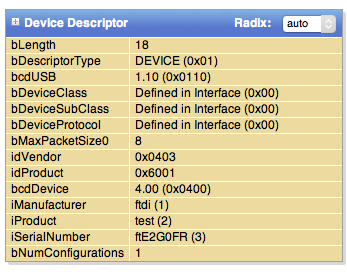 Device Descriptor Radix: auto
bLength 18
bDescriptorType DEVICE (0x01)
bcdUSB 1.10 (0x0110)
bDeviceClass Defined in Interface (0x00)
bDeviceSubClass Defined in Interface (0x00)
bDeviceProtocol Defined in Interface (0x00)
bMaxPacketSize0 8
idVendor 0x0403
idProduct 0x6001
bcdDevice 4.00 (0x0400)
iManufacturer ftdi (1)
iProduct test (2)
iSerialNumber ftE2G0FR (3)
bNumConfigurations 1